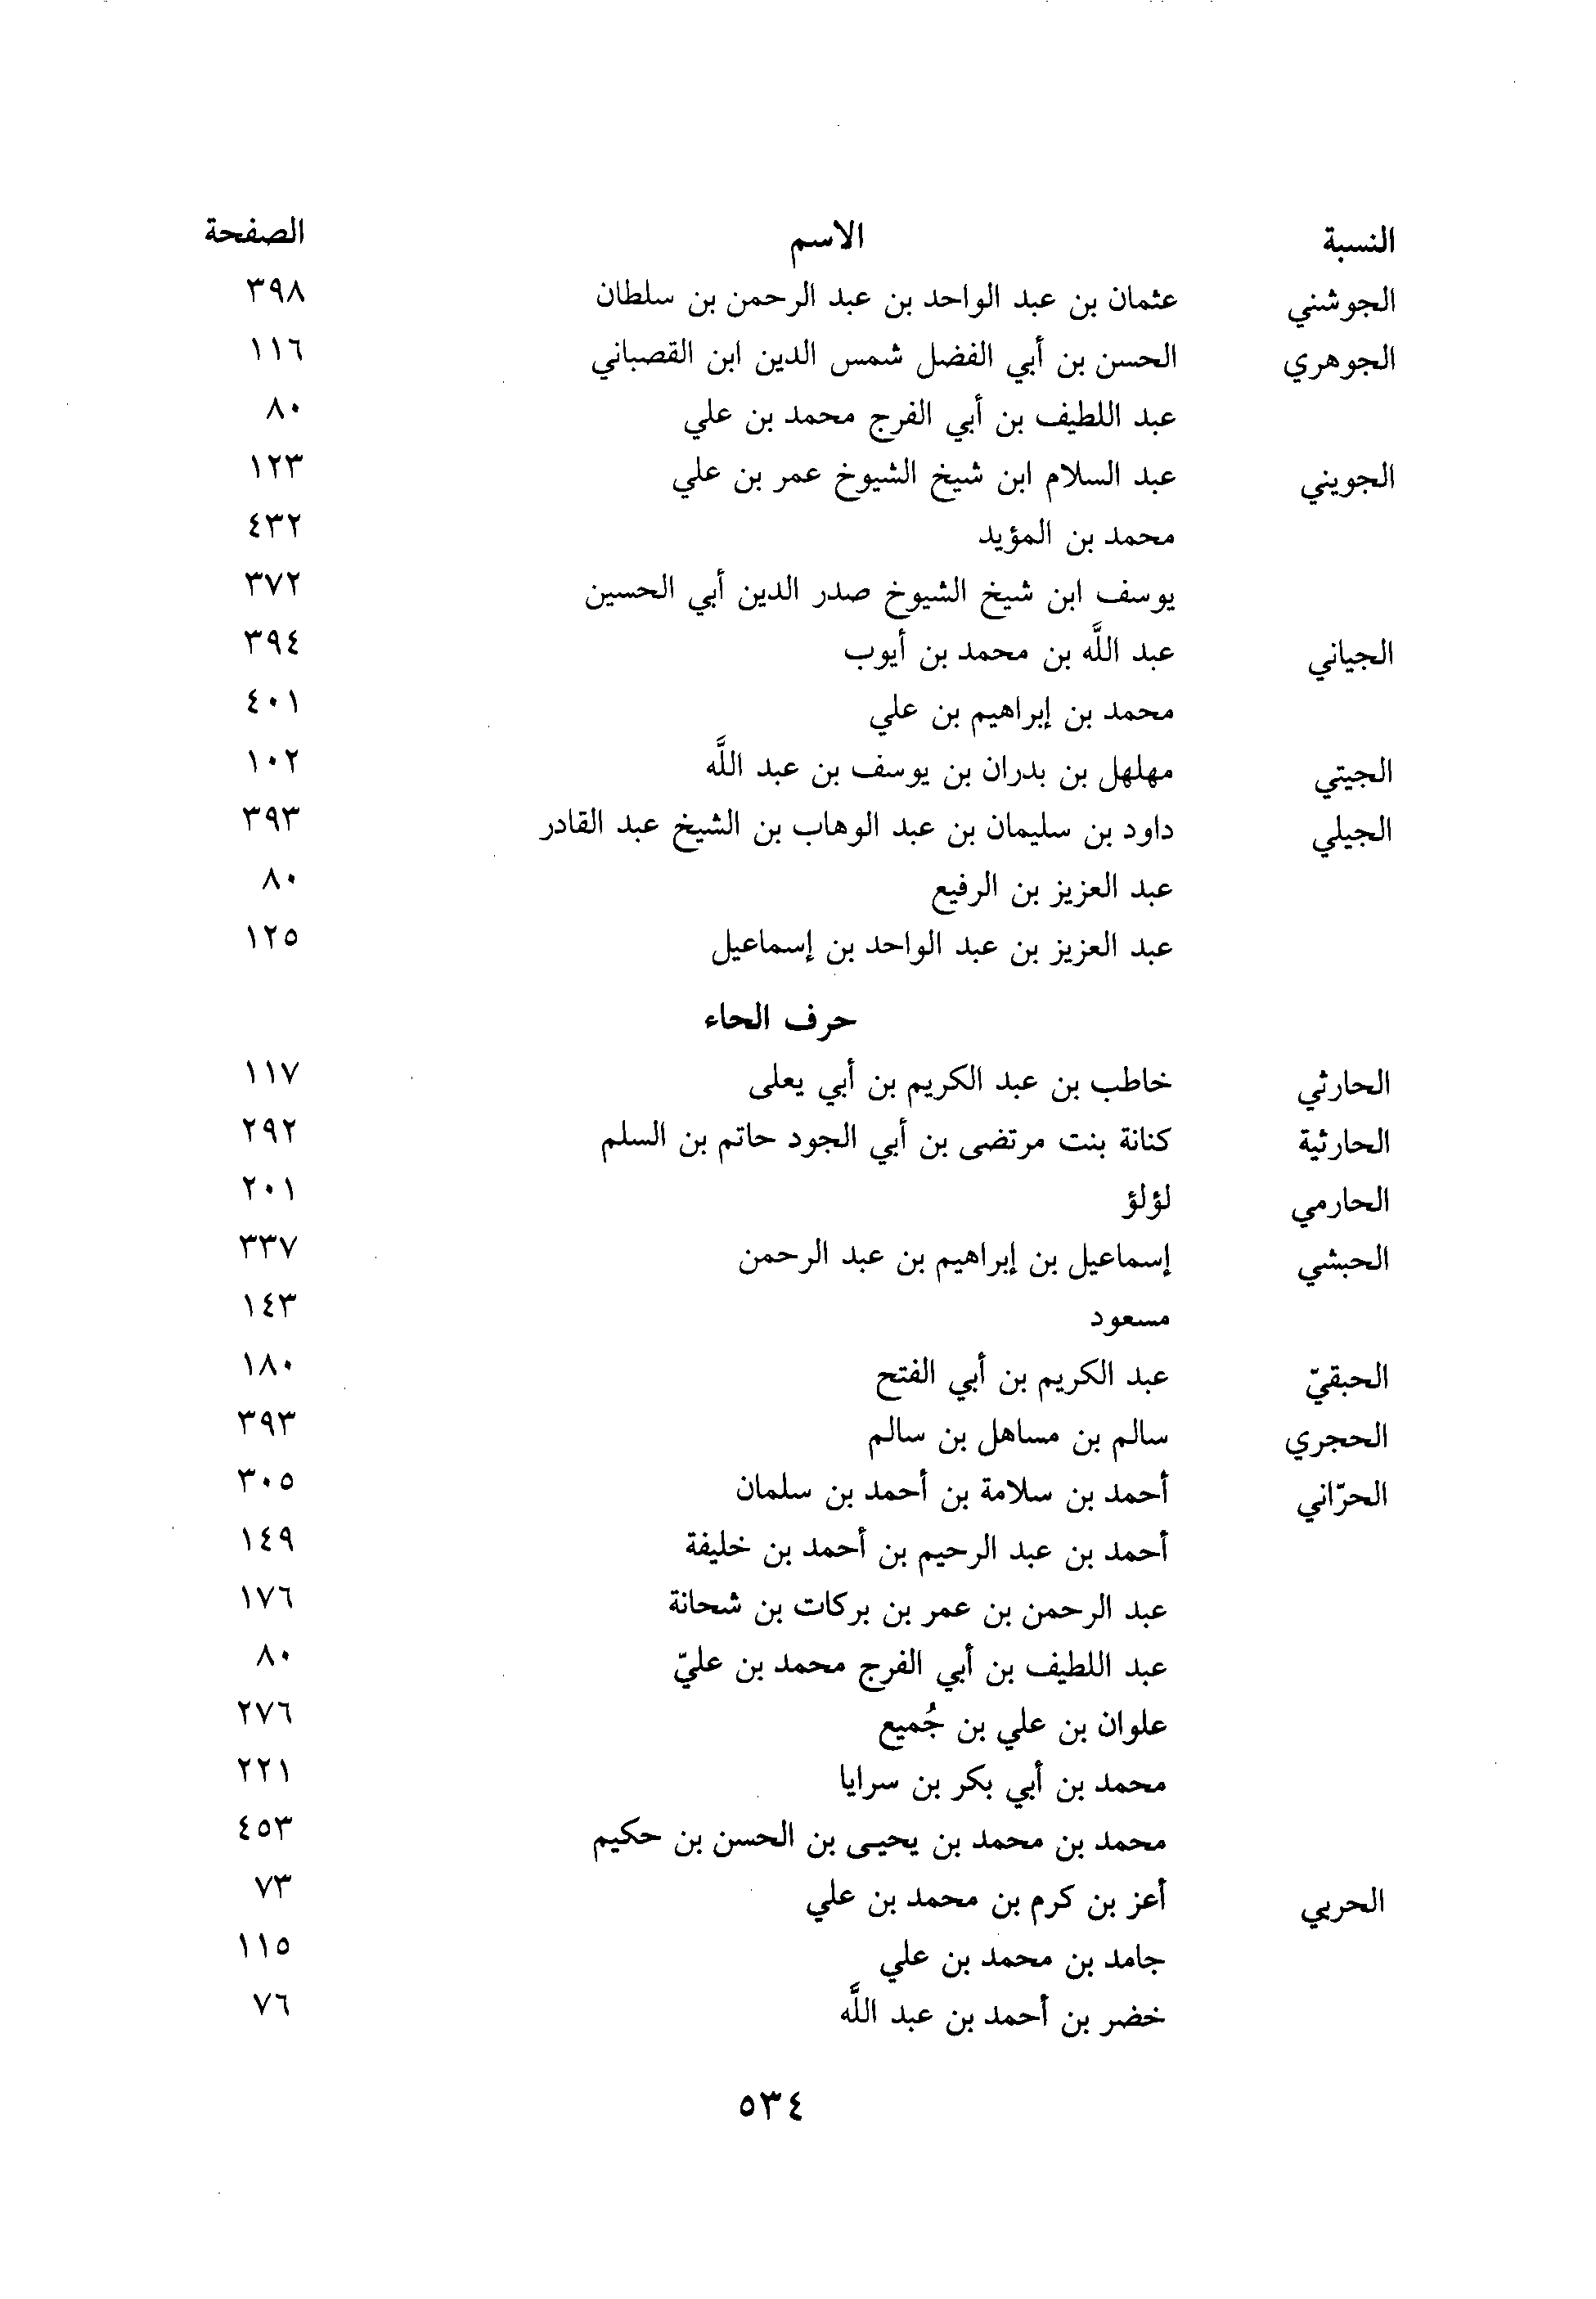 النسبة الاسم الصفحة
الجوشني عثمان بن عبد الواحد بن عبد الرحمن بن سلطان ٣٩٨
الجوهري الحسن بن أبي الفضل شمس الدين ابن القصباني ١١٦
عبد اللطيف بن أبي الفرج محمد بن علي ٨٠
الجويني عبد السلام ابن شيخ الشيوخ عمر بن علي ١٢٣
محمد بن المؤيد ٤٣٢
يوسف ابن شيخ الشيوخ صدر الدين أبي الحسين ٣٧٢
الجياني عبد اللَّه بن محمد بن أيوب ٣٩٤
محمد بن إبراهيم بن علي ٤٠١
الجيتي مهلهل بن بدران بن يوسف بن عبد اللَّه ١٠٢
الجيلي داود بن سليمان بن عبد الوهاب بن الشيخ عبد القادر ٣٩٣
عبد العزيز بن الرفيع ٨٠
عبد العزيز بن عبد الواحد بن إسماعيل ١٢٥
حرف الحاء
الحارثي خاطب بن عبد الكريم بن أبي يعلى ١١٧
الحارثية كنانة بنت مرتضى بن أبي الجود حاتم بن السلم ٢٩٢
الحارمي لؤلؤ ٢٠١
الحبشي إسماعيل بن إبراهيم بن عبد الرحمن ٣٣٧
مسعود ١٤٣
الحبقيّ عبد الكريم بن أبي الفتح ١٨٠
الحجري سالم بن مساهل بن سالم ٣٩٣
الحرّاني أحمد بن سلامة بن أحمد بن سلمان ٣٠٥
أحمد بن عبد الرحيم بن أحمد بن خليفة ١٤٩
عبد الرحمن بن عمر بن بركات بن شحانة ١٧٦
عبد اللطيف بن أبي الفرج محمد بن عليّ ٨٠
علوان بن علي بن جُميع ٢٧٦
محمد بن أبي بكر بن سرايا ٢٢١
محمد بن محمد بن يحيى بن الحسن بن حكيم ٤٥٣
الحربي أعز بن كرم بن محمد بن علي ٧٣
جامد بن محمد بن علي ١١٥
خضر بن أحمد بن عبد اللَّه ٧٦
٥٣٤